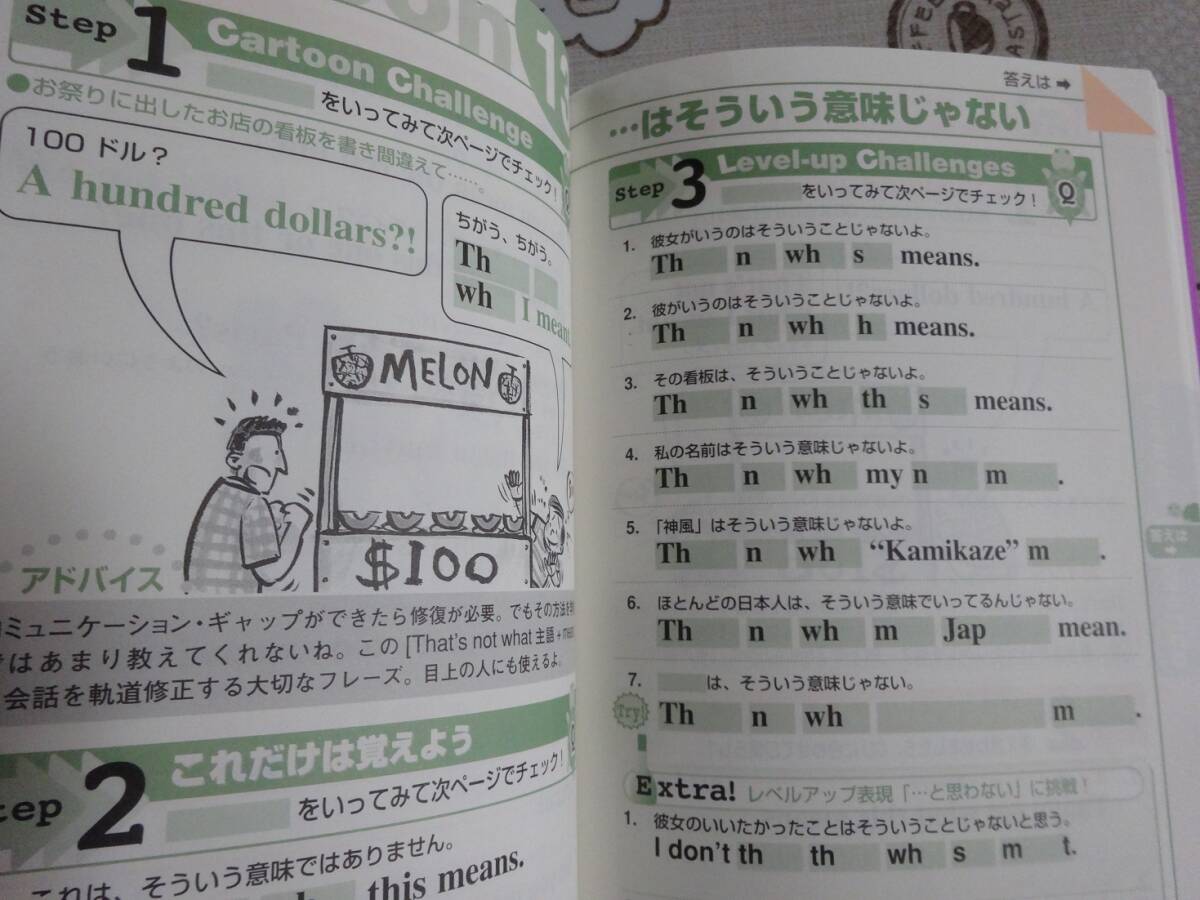 on 13
Step 1 Cartoon Challenge
をいってみて次ページでチェック!
●お祭りに出したお店の看板を書き間違えて……。
100 ドル?
A hundred dollars?!
ちがう、ちがう。
Th
wh I mean
MELON
$100
アドバイス
ミュニケーション・ギャップができたら修復が必要。でもその方法を
はあまり教えてくれないね。この [That's not what 主語+mean
会話を軌道修正する大切なフレーズ。目上の人にも使えるよ。
Step 2 これだけは覚えよう
をいってみて次ページでチェック!
これは、そういう意味ではありません。
this means.
FFEE
答えは ➡
…はそういう意味じゃない
Step 3 Level-up Challenges
をいってみて次ページでチェック! Q
1. 彼女がいうのはそういうことじゃないよ。
Th n wh s means.
2. 彼がいうのはそういうことじゃないよ。
Th n wh h means.
3. その看板は、そういうことじゃないよ。
Th n wh th s means.
4. 私の名前はそういう意味じゃないよ。
Th n wh my n m .
5. 「神風」はそういう意味じゃないよ。
Th n wh “Kamikaze” m .
6. ほとんどの日本人は、そういう意味でいってるんじゃない。
Th n wh m Jap mean.
7. は、そういう意味じゃない。
Try Th n wh m .
Extra! レベルアップ表現「…と思わない」に挑戦!
1. 彼女のいいたかったことはそういうことじゃないと思う。
I don't th th wh s m t.
答えは
➡